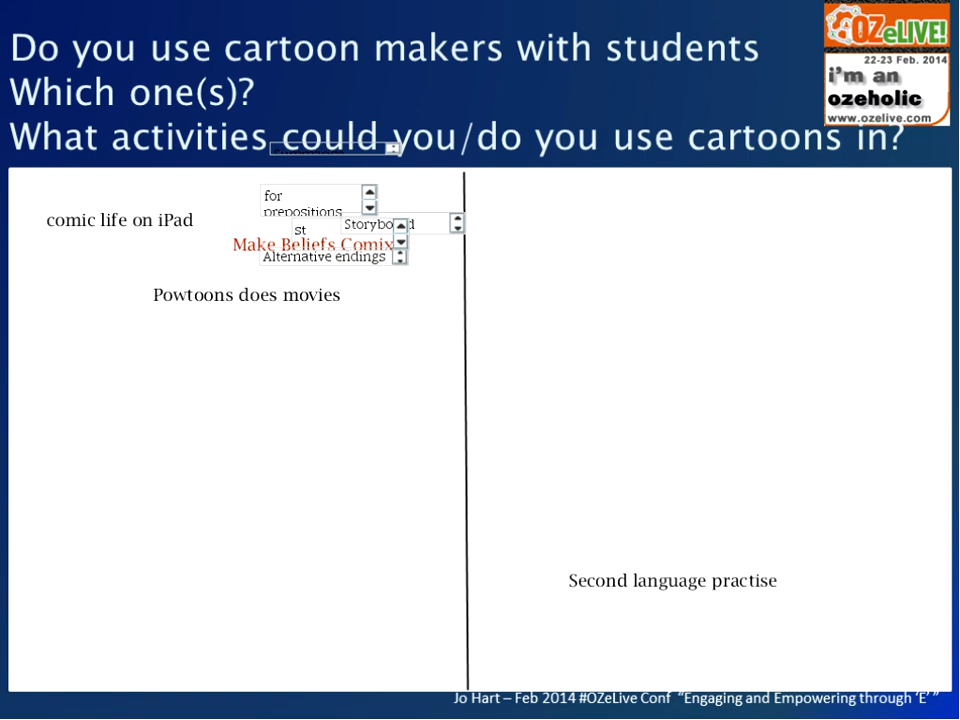 Do you use cartoon makers with students
Which one(s)?
What activities could you/do you use cartoons in?
OZeLIVE!
22-23 Feb. 2014
i'm an
ozeholic
www.ozelive.com
for
prepositions
comic life on iPad
st
Make Beliefs Comix
Alternative endings
Powtoons does movies
Second language practise
Jo Hart – Feb 2014 #OZeLive Conf "Engaging and Empowering through 'E' "